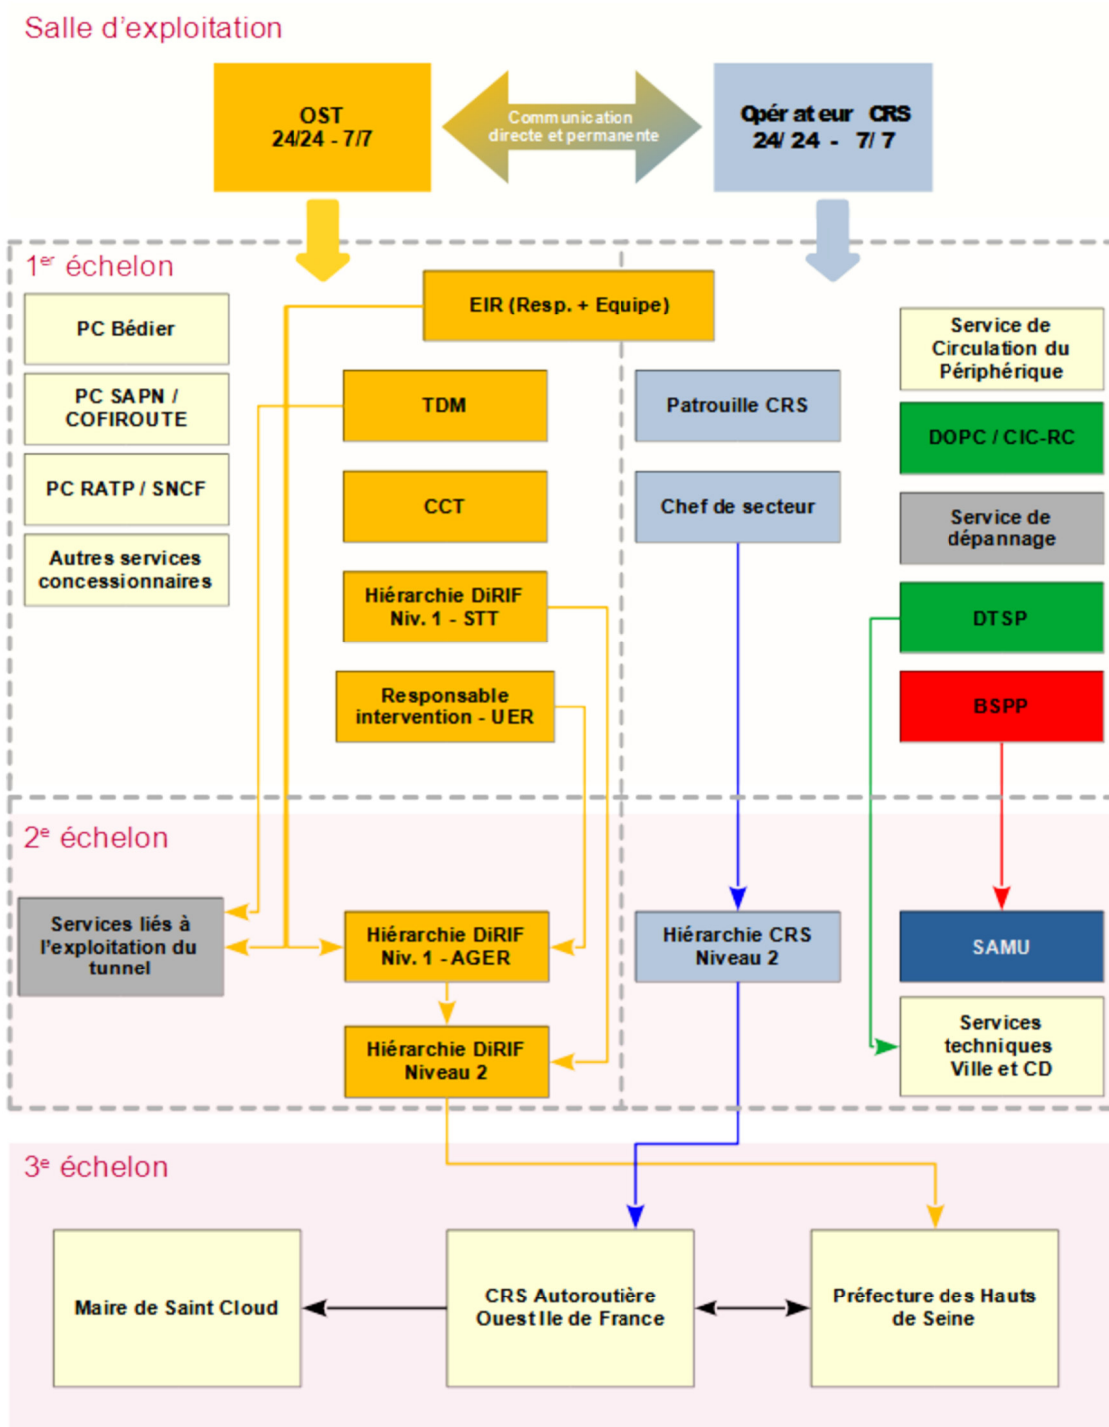 Salle d'exploitation
OST
24/24 - 7/7
Communication
directe et permanente
Opérateur CRS
24/24 - 7/7
1er échelon
EIR (Resp. + Equipe)
PC Bédier
PC SAPN /
COFIROUTE
PC RATP / SNCF
Autres services
concessionnaires
TDM
CCT
Hiérarchie DiRIF
Niv. 1 - STT
Responsable
intervention - UER
Patrouille CRS
Chef de secteur
Service de
Circulation du
Périphérique
DOPC / CIC-RC
Service de
dépannage
DTSP
BSPP
2e échelon
Services liés à
l'exploitation du
tunnel
Hiérarchie DiRIF
Niv. 1 - AGER
Hiérarchie DiRIF
Niveau 2
Hiérarchie CRS
Niveau 2
SAMU
Services
techniques
Ville et CD
3e échelon
Maire de Saint Cloud
CRS Autoroutière
Ouest Ile de France
Préfecture des Hauts
de Seine